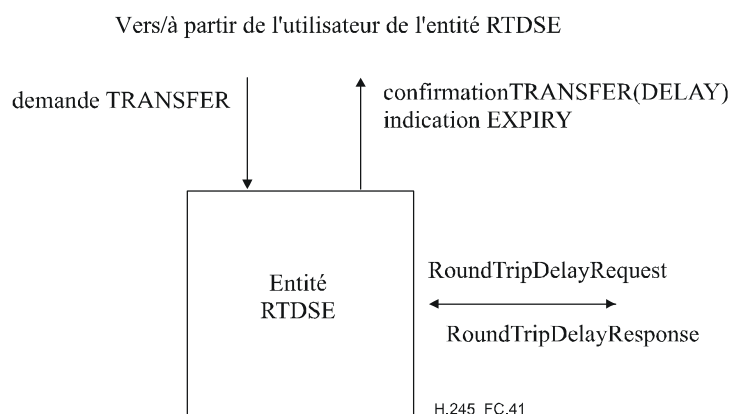 Vers/à partir de l'utilisateur de l'entité RTDSE
demande TRANSFER
confirmationTRANSFER(DELAY)
indication EXPIRY
Entité
RTDSE
RoundTripDelayRequest
RoundTripDelayResponse
H.245_FC.41